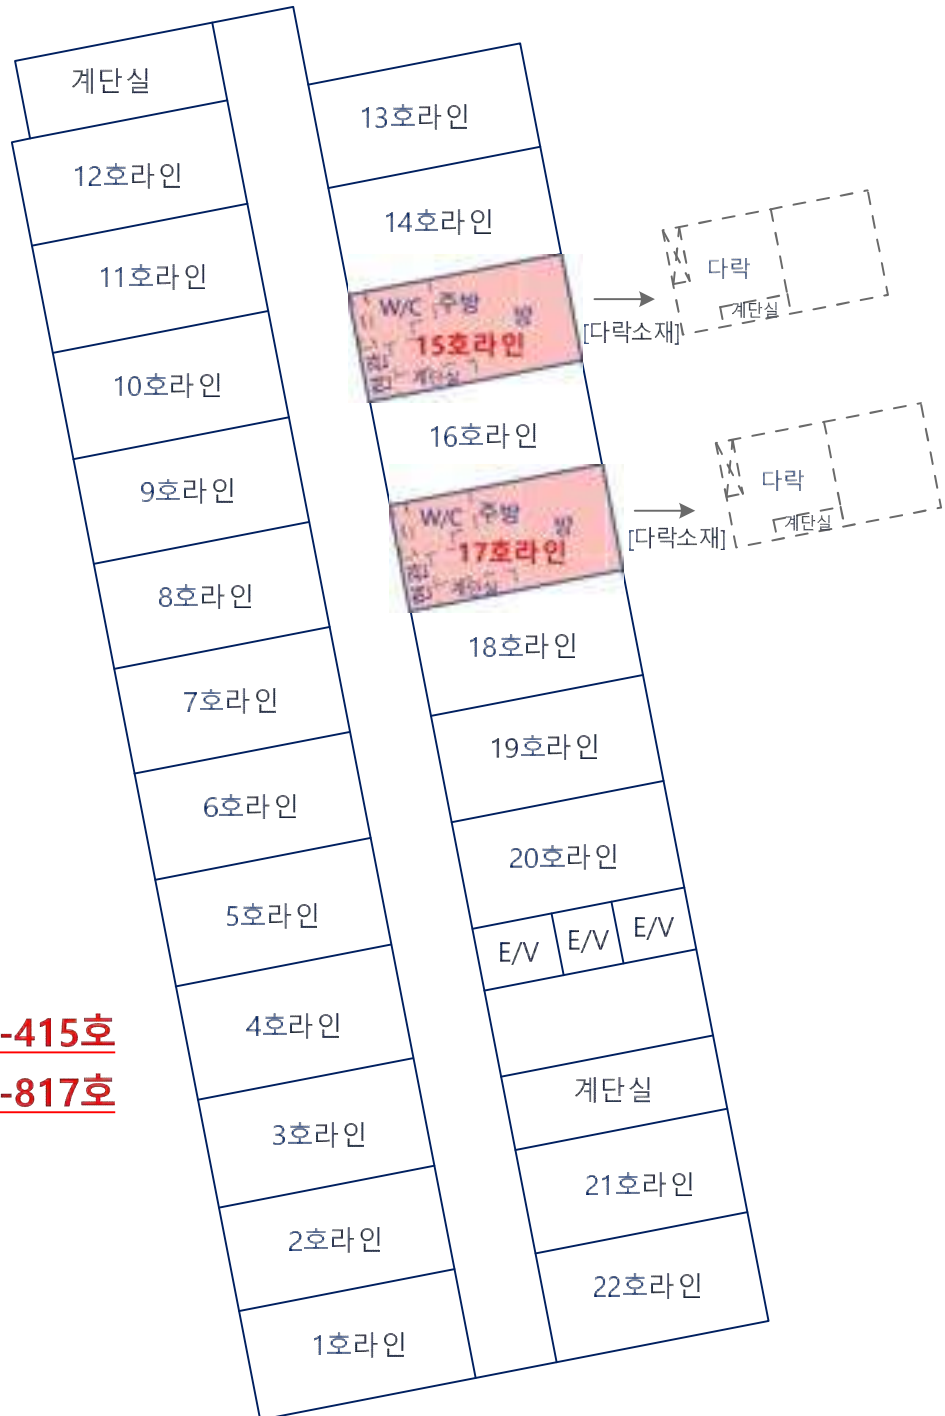 계단실
12호라인
11호라인
10호라인
9호라인
8호라인
7호라인
6호라인
5호라인
4호라인
3호라인
2호라인
1호라인
-415호
-817호
13호라인
14호라인
W/C 주방
방
15호라인
계단실
[다락소재]
다락
계단실
16호라인
W/C 주방
방
17호라인
계단실
[다락소재]
다락
계단실
18호라인
19호라인
20호라인
E/V E/V E/V
계단실
21호라인
22호라인